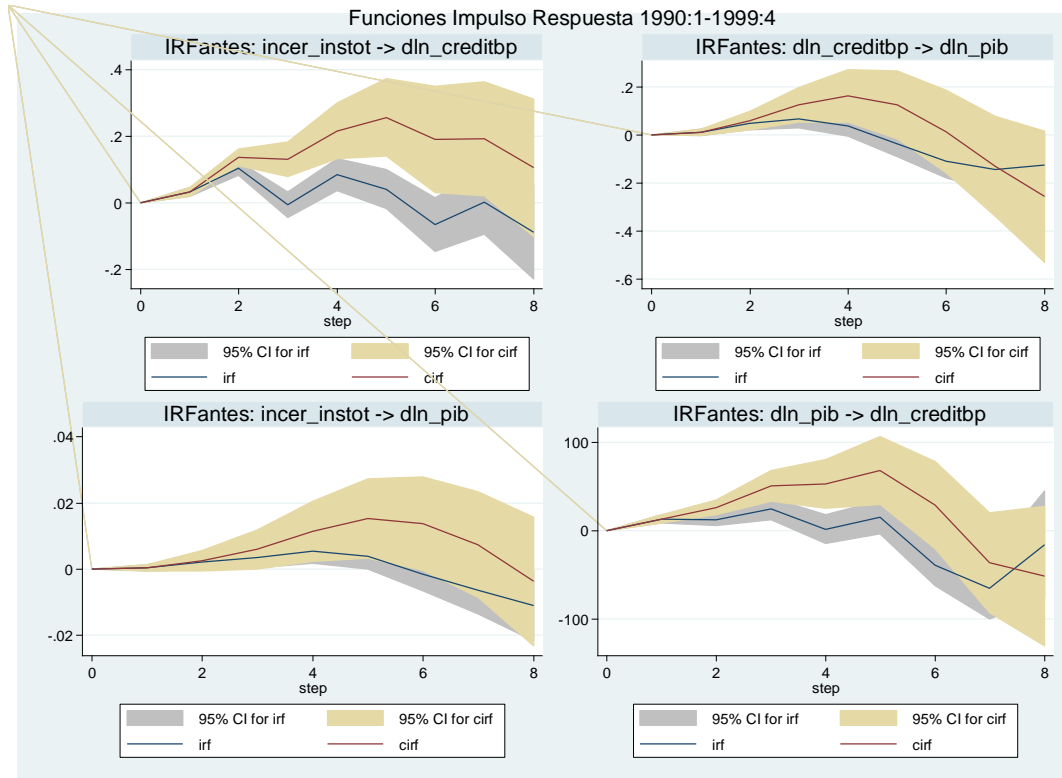 Funciones Impulso Respuesta 1990:1-1999:4
IRFantes: incer_instot -> dln_creditbp
.4
.2
0
-.2
0 2 4 6 8
step
95% CI for irf 95% CI for cirf
irf cirf
IRFantes: dln_creditbp -> dln_pib
.2
0
-.2
-.4
-.6
0 2 4 6 8
step
95% CI for irf 95% CI for cirf
irf cirf
IRFantes: incer_instot -> dln_pib
.04
.02
0
-.02
0 2 4 6 8
step
95% CI for irf 95% CI for cirf
irf cirf
IRFantes: dln_pib -> dln_creditbp
100
0
-100
0 2 4 6 8
step
95% CI for irf 95% CI for cirf
irf cirf